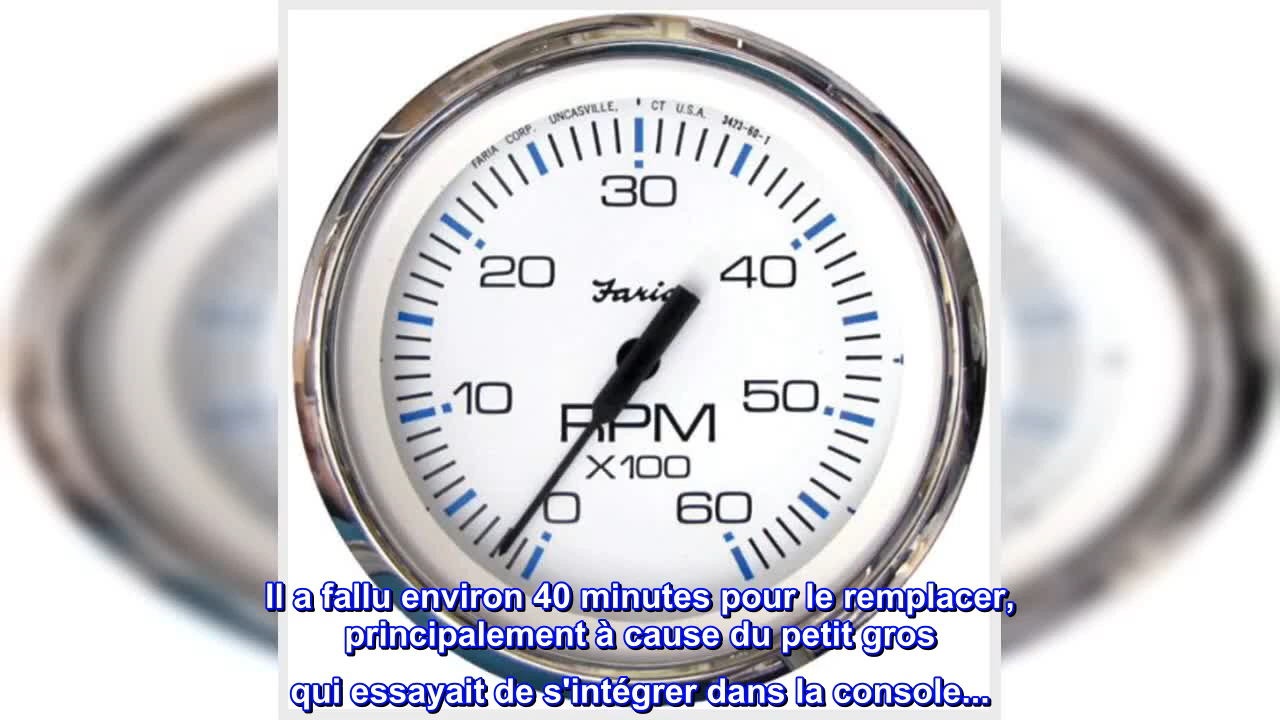 FARIA CORP. UNCASVILLE, CT U.S.A. 3423-60-1
30
20 40
Faria
10 50
RPM
X100
0 60
Il a fallu environ 40 minutes pour le remplacer,
principalement à cause du petit gros
qui essayait de s'intégrer dans la console...